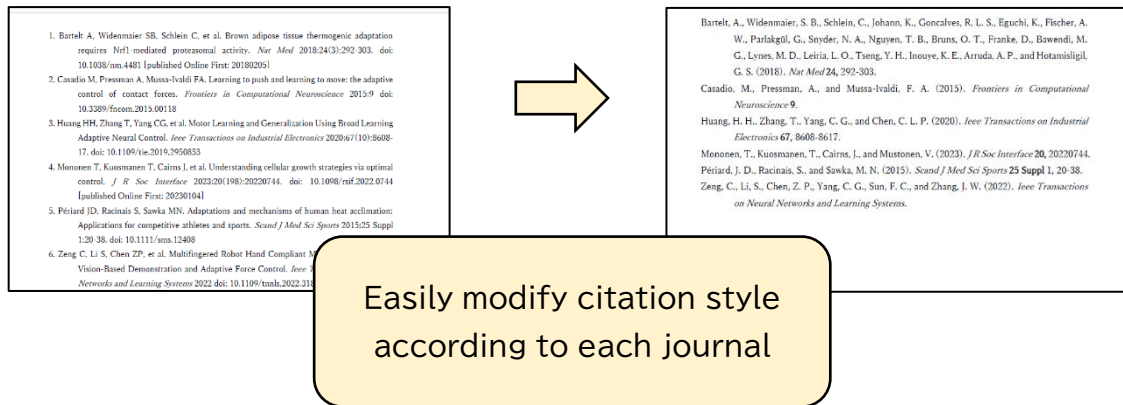 1. Bartelt A, Widenmaier SB, Schlein C, et al. Brown adipose tissue thermogenic adaptation
requires Nrf1-mediated proteasomal activity. Nat Med 2018;24(3):292-303. doi:
10.1038/nm.4481 [published Online First: 20180205]
2. Casadio M, Pressman A, Mussa-Ivaldi FA. Learning to push and learning to move: the adaptive
control of contact forces. Frontiers in Computational Neuroscience 2015;9 doi:
10.3389/fncom.2015.00118
3. Huang HH, Zhang T, Yang CG, et al. Motor Learning and Generalization Using Broad Learning
Adaptive Neural Control. Ieee Transactions on Industrial Electronics 2020;67(10):8608-
17. doi: 10.1109/tie.2019.2950853
4. Mononen T, Kuosmanen T, Cairns J, et al. Understanding cellular growth strategies via optimal
control. J R Soc Interface 2023;20(198):20220744. doi: 10.1098/rsif.2022.0744
[published Online First: 20230104]
5. Périard JD, Racinais S, Sawka MN. Adaptations and mechanisms of human heat acclimation:
Applications for competitive athletes and sports. Scand J Med Sci Sports 2015;25 Suppl
1:20-38. doi: 10.1111/sms.12408
6. Zeng C, Li S, Chen ZP, et al. Multifingered Robot Hand Compliant M
Vision-Based Demonstration and Adaptive Force Control. Ieee T
Networks and Learning Systems 2022 doi: 10.1109/tnnls.2022.318
Bartelt, A., Widenmaier, S. B., Schlein, C., Johann, K., Goncalves, R. L. S., Eguchi, K., Fischer, A.
W., Parlakgül, G., Snyder, N. A., Nguyen, T. B., Bruns, O. T., Franke, D., Bawendi, M.
G., Lynes, M. D., Leiria, L. O., Tseng, Y. H., Inouye, K. E., Arruda, A. P., and Hotamisligil,
G. S. (2018). Nat Med 24, 292-303.
Casadio, M., Pressman, A., and Mussa-Ivaldi, F. A. (2015). Frontiers in Computational
Neuroscience 9.
Huang, H. H., Zhang, T., Yang, C. G., and Chen, C. L. P. (2020). Ieee Transactions on Industrial
Electronics 67, 8608-8617.
Mononen, T., Kuosmanen, T., Cairns, J., and Mustonen, V. (2023). J R Soc Interface 20, 20220744.
Périard, J. D., Racinais, S., and Sawka, M. N. (2015). Scand J Med Sci Sports 25 Suppl 1, 20-38.
Zeng, C., Li, S., Chen, Z. P., Yang, C. G., Sun, F. C., and Zhang, J. W. (2022). Ieee Transactions
on Neural Networks and Learning Systems.
Easily modify citation style
according to each journal